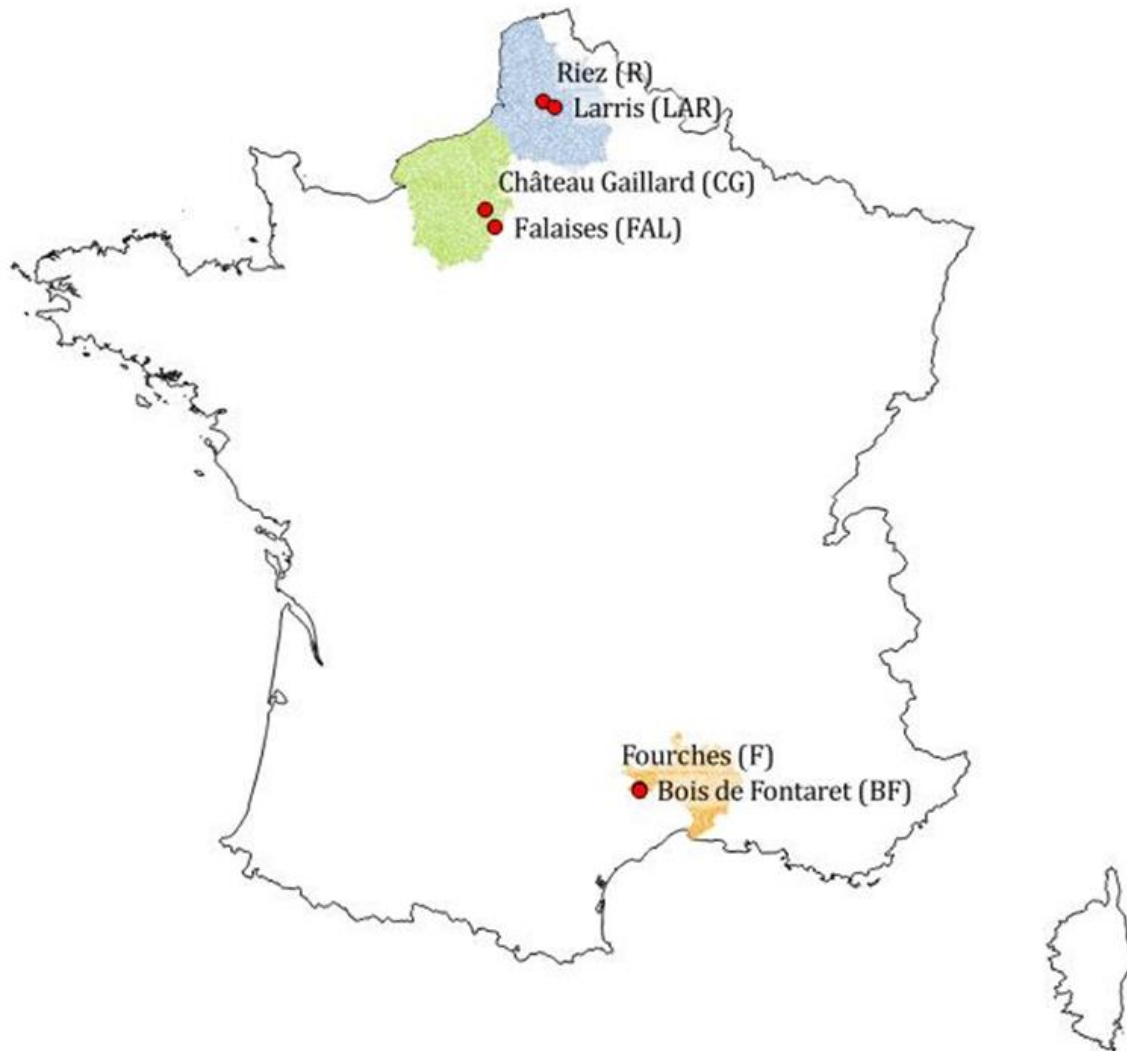 Riez (R)
Larris (LAR)
Château Gaillard (CG)
Falaises (FAL)
Fourches (F)
Bois de Fontaret (BF)